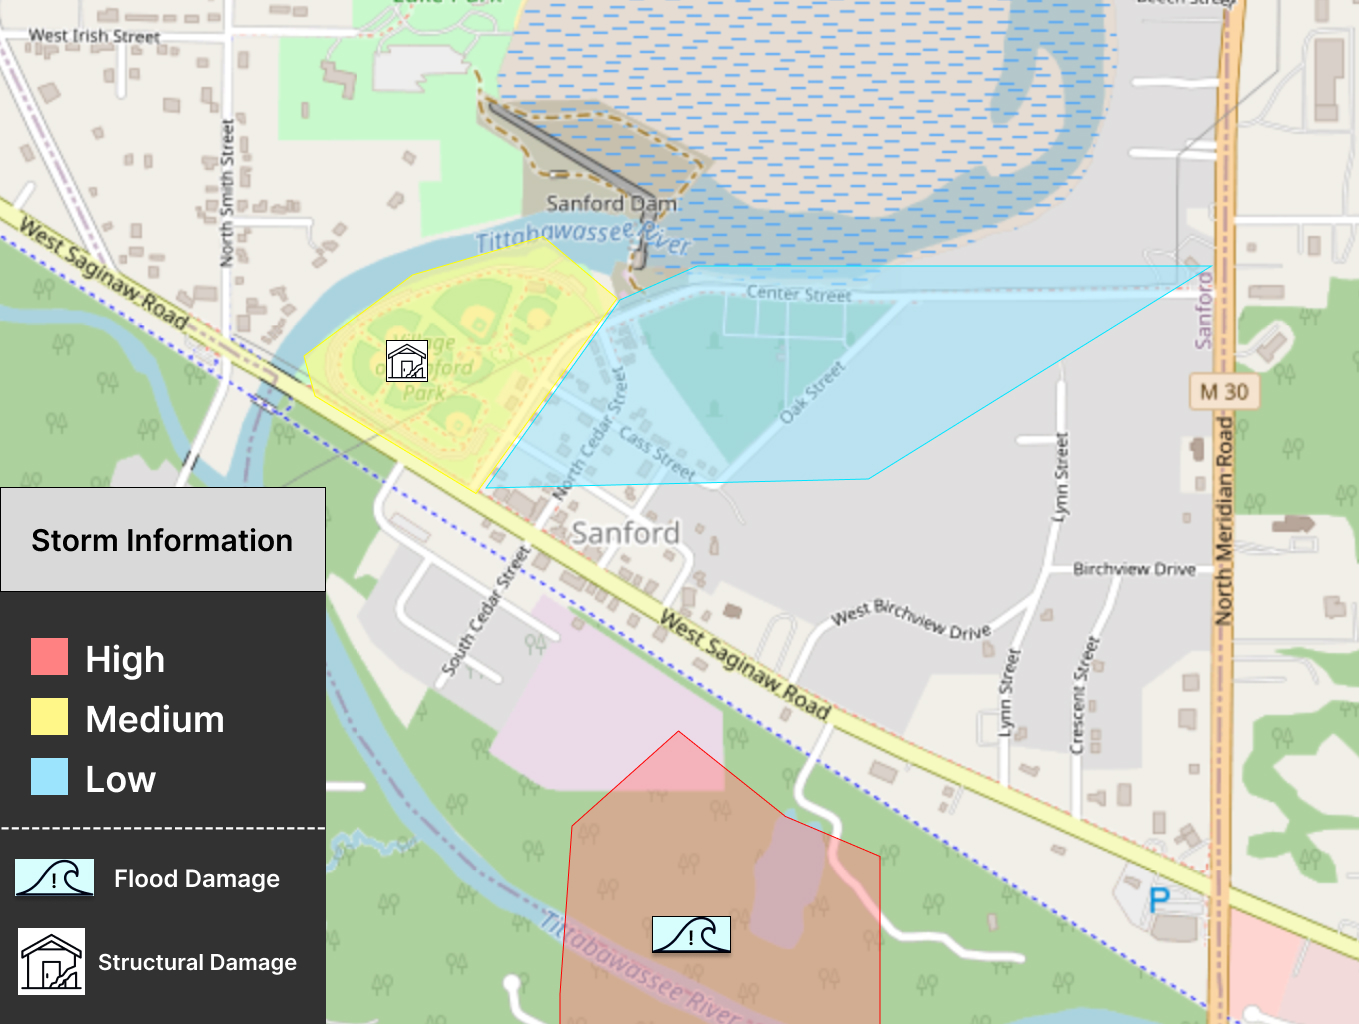 Beech Street
West Irish Street
North Smith Street
Sanford Dam
Tittabawassee River
West Saginaw Road
Center Street
Sanford
Village
of Sanford
Park
North Cedar Street
Cass Street
Oak Street
M 30
Lynn Street
North Meridian Road
Sanford
Birchview Drive
West Birchview Drive
South Cedar Street
West Saginaw Road
Lynn Street
Crescent Street
P
Tittabawassee River
Storm Information
High
Medium
Low
!
Flood Damage
Structural Damage
!